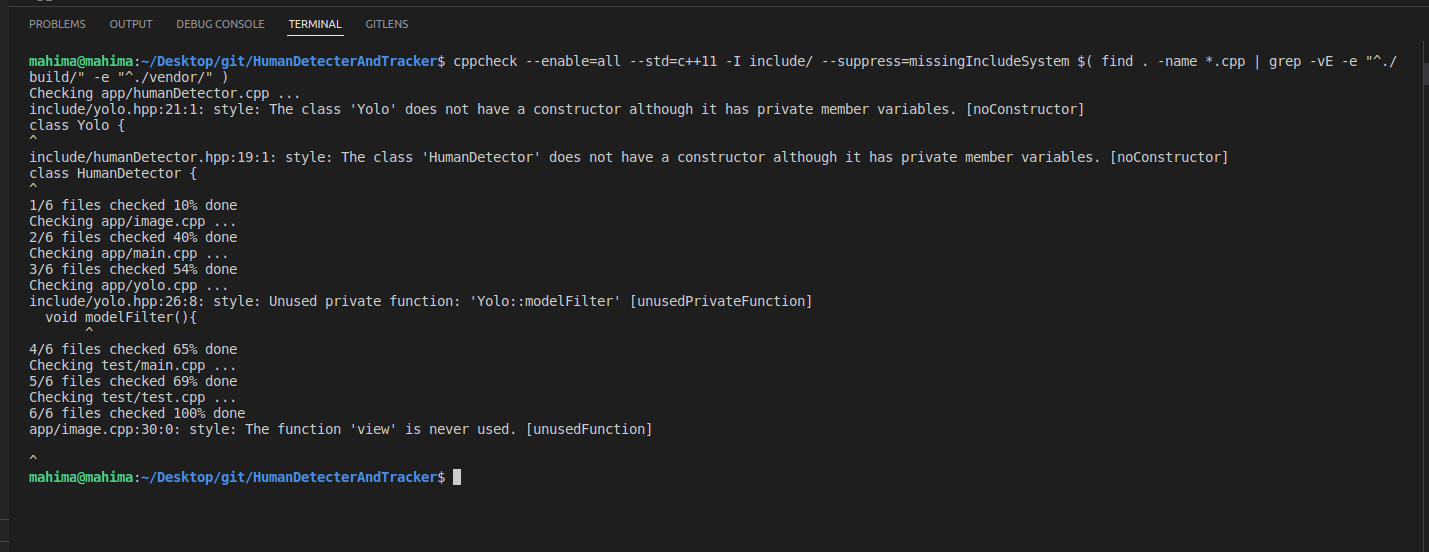 PROBLEMS OUTPUT DEBUG CONSOLE TERMINAL GITLENS
mahima@mahima:~/Desktop/git/HumanDetecterAndTracker$ cppcheck --enable=all --std=c++11 -I include/ --suppress=missingIncludeSystem $( find . -name *.cpp | grep -vE -e "^./
build/" -e "^./vendor/" )
Checking app/humanDetector.cpp ...
include/yolo.hpp:21:1: style: The class 'Yolo' does not have a constructor although it has private member variables. [noConstructor]
class Yolo {
^
include/humanDetector.hpp:19:1: style: The class 'HumanDetector' does not have a constructor although it has private member variables. [noConstructor]
class HumanDetector {
^
1/6 files checked 10% done
Checking app/image.cpp ...
2/6 files checked 40% done
Checking app/main.cpp ...
3/6 files checked 54% done
Checking app/yolo.cpp ...
include/yolo.hpp:26:8: style: Unused private function: 'Yolo::modelFilter' [unusedPrivateFunction]
  void modelFilter(){
       ^
4/6 files checked 65% done
Checking test/main.cpp ...
5/6 files checked 69% done
Checking test/test.cpp ...
6/6 files checked 100% done
app/image.cpp:30:0: style: The function 'view' is never used. [unusedFunction]

^
mahima@mahima:~/Desktop/git/HumanDetecterAndTracker$